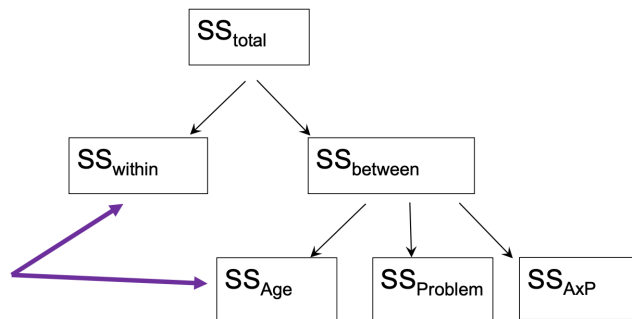 SStotal
SSwithin
SSbetween
SSAge
SSProblem
SSAxP